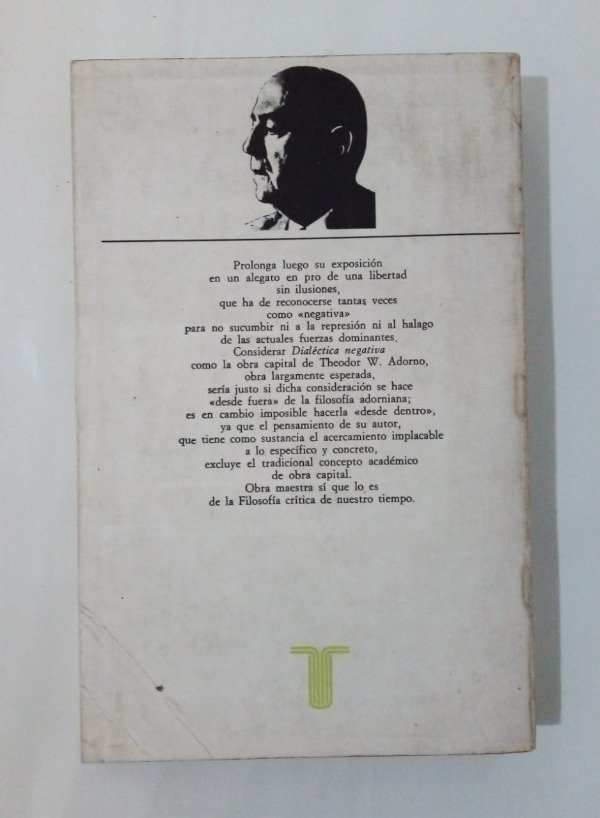 Prolonga luego su exposición
en un alegato en pro de una libertad
sin ilusiones,
que ha de reconocerse tantas veces
como «negativa»
para no sucumbir ni a la represión ni al halago
de las actuales fuerzas dominantes.
Considerar Dialéctica negativa
como la obra capital de Theodor W. Adorno,
obra largamente esperada,
sería justo si dicha consideración se hace
«desde fuera» de la filosofía adorniana;
es en cambio imposible hacerla «desde dentro»,
ya que el pensamiento de su autor,
que tiene como sustancia el acercamiento implacable
a lo específico y concreto,
excluye el tradicional concepto académico
de obra capital.
Obra maestra sí que lo es
de la Filosofía crítica de nuestro tiempo.